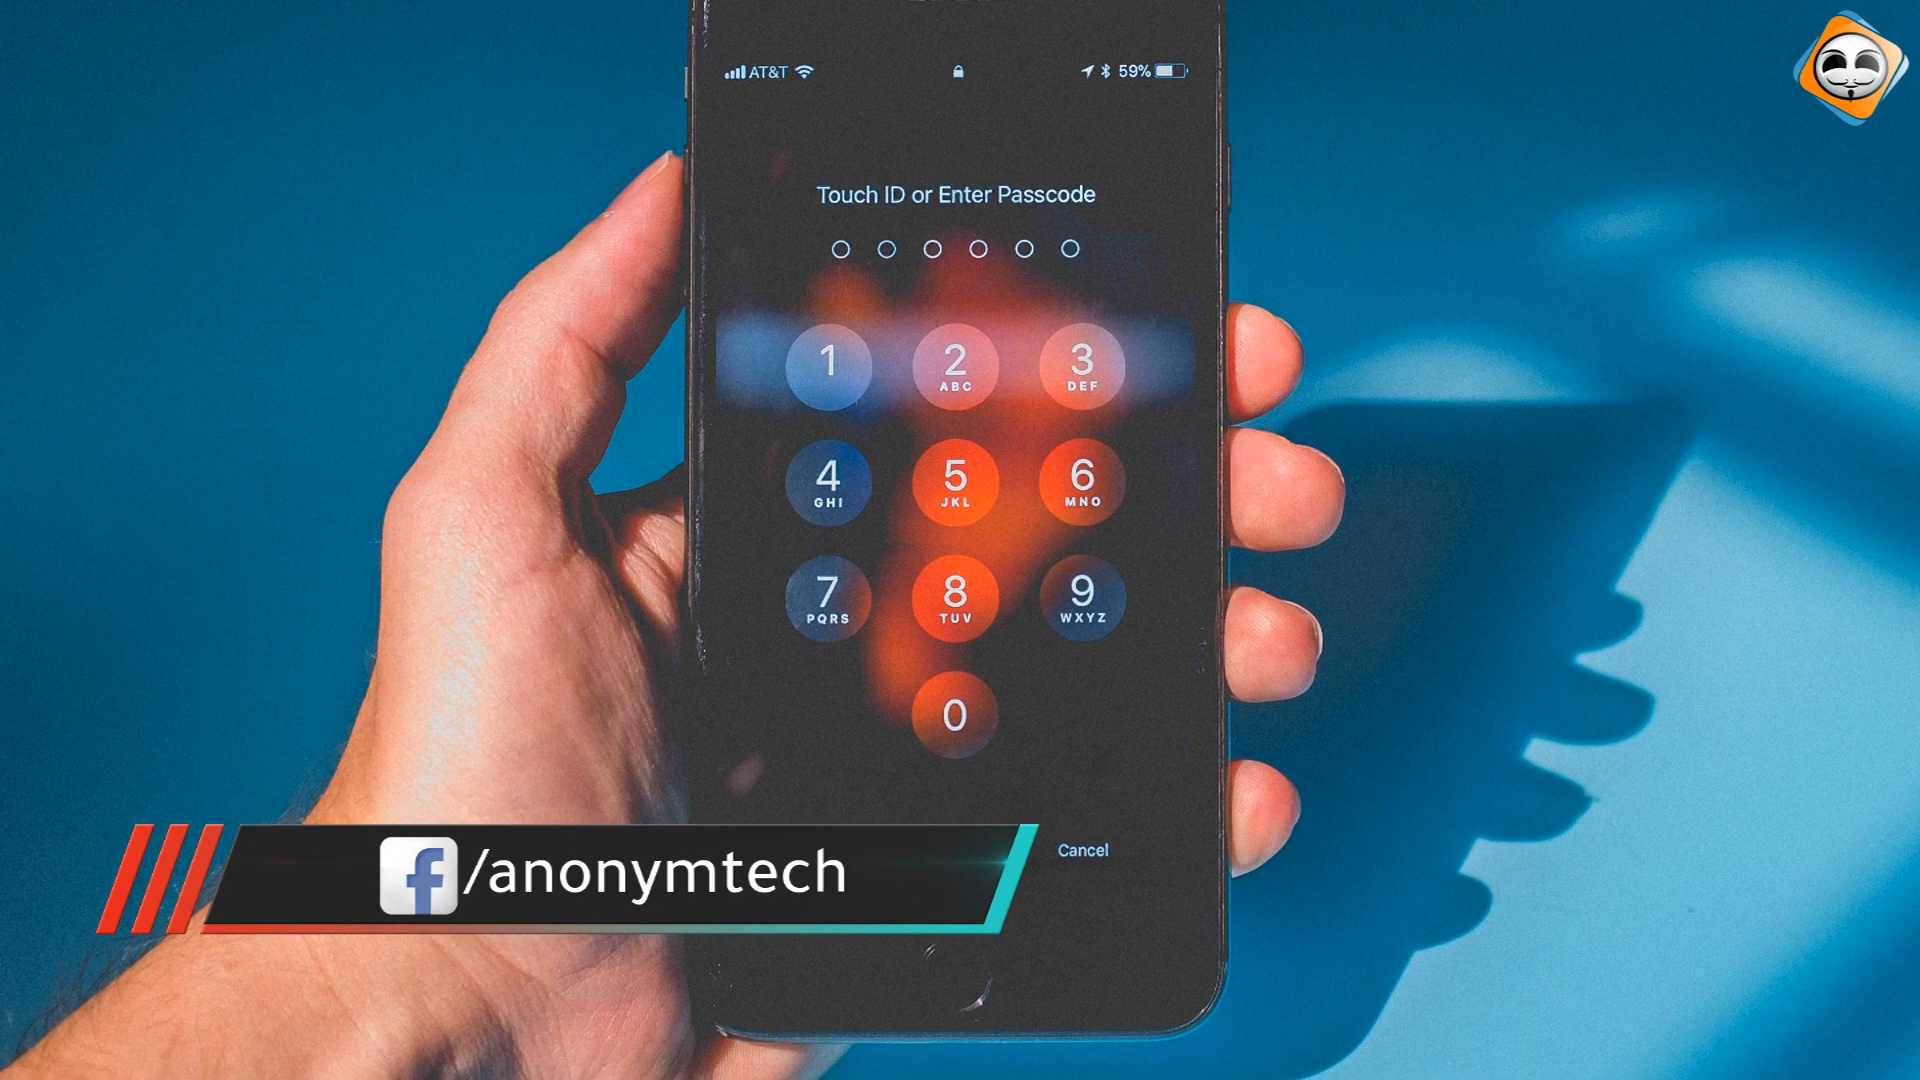 AT&T 59%
Touch ID or Enter Passcode
1 2 3
ABC DEF
4 5 6
GHI JKL MNO
7 8 9
PQRS TUV WXYZ
0
Cancel
/anonymtech